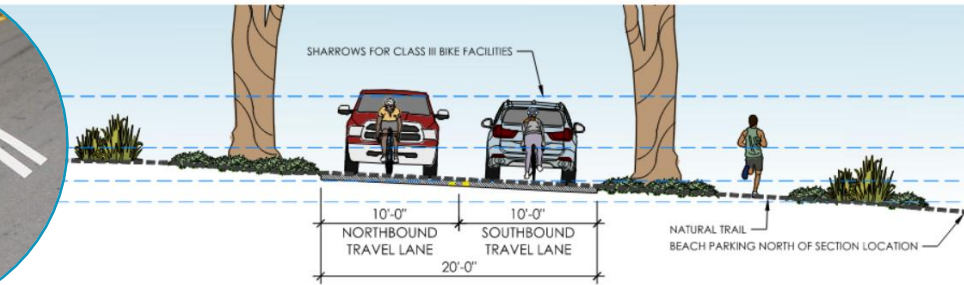 SHARROWS FOR CLASS III BIKE FACILITIES
10'-0"
NORTHBOUND
TRAVEL LANE
10'-0"
SOUTHBOUND
TRAVEL LANE
20'-0"
NATURAL TRAIL
BEACH PARKING NORTH OF SECTION LOCATION